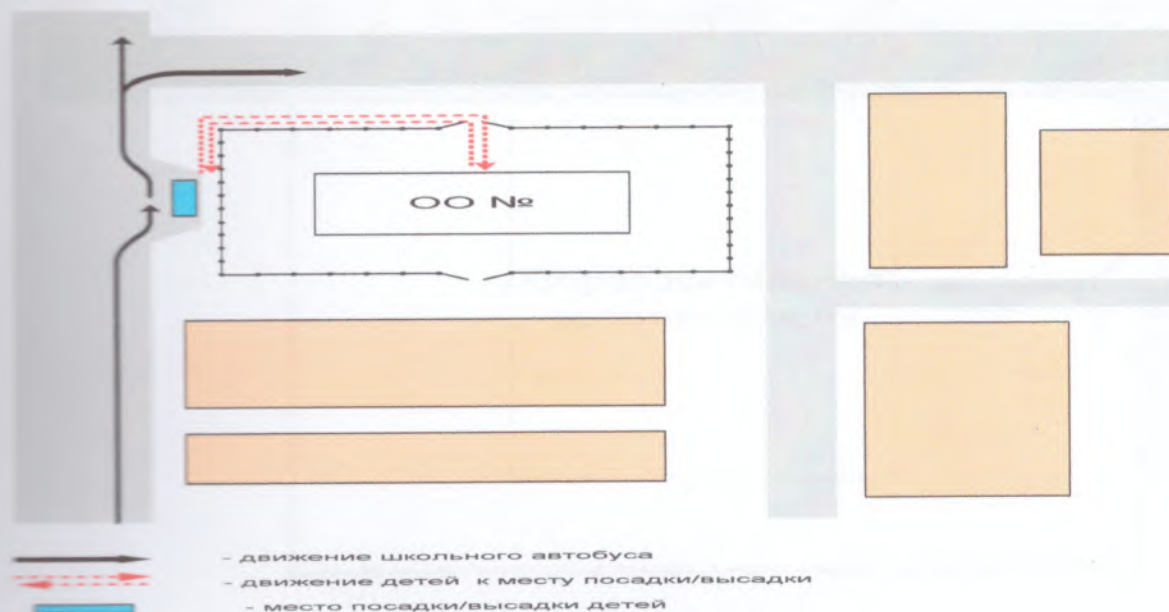 ОО №
- движение школьного автобуса
- движение детей к месту посадки/высадки
- место посадки/высадки детей